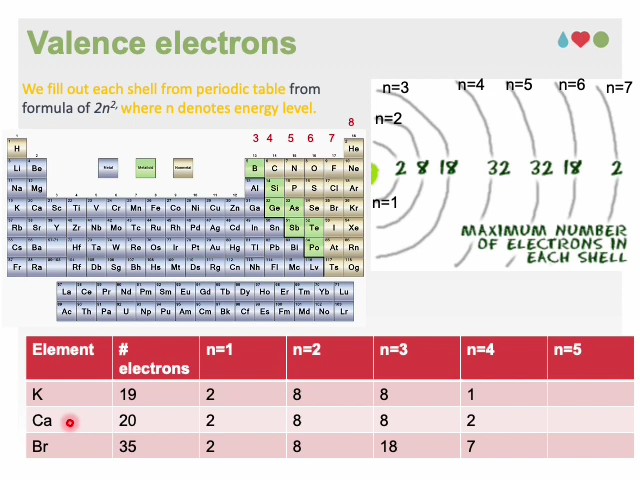 Valence electrons
We fill out each shell from periodic table from
formula of 2n2, where n denotes energy level.
8
3 4 5 6 7
H He
Metal Metalloid Nonmetal
Li Be B C N O F Ne
Na Mg Al Si P S Cl Ar
K Ca Sc Ti V Cr Mn Fe Co Ni Cu Zn Ga Ge As Se Br Kr
Rb Sr Y Zr Nb Mo Tc Ru Rh Pd Ag Cd In Sn Sb Te I Xe
Cs Ba Hf Ta W Re Os Ir Pt Au Hg Tl Pb Bi Po At Rn
Fr Ra Rf Db Sg Bh Hs Mt Ds Rg Cn Nh Fl Mc Lv Ts Og
La Ce Pr Nd Pm Sm Eu Gd Tb Dy Ho Er Tm Yb Lu
Ac Th Pa U Np Pu Am Cm Bk Cf Es Fm Md No Lr
n=3 n=4 n=5 n=6 n=7
n=2
2 8 18 32 32 18 2
n=1
MAXIMUM NUMBER
OF ELECTRONS IN
EACH SHELL
Element # electrons n=1 n=2 n=3 n=4 n=5
K 19 2 8 8 1
Ca 20 2 8 8 2
Br 35 2 8 18 7